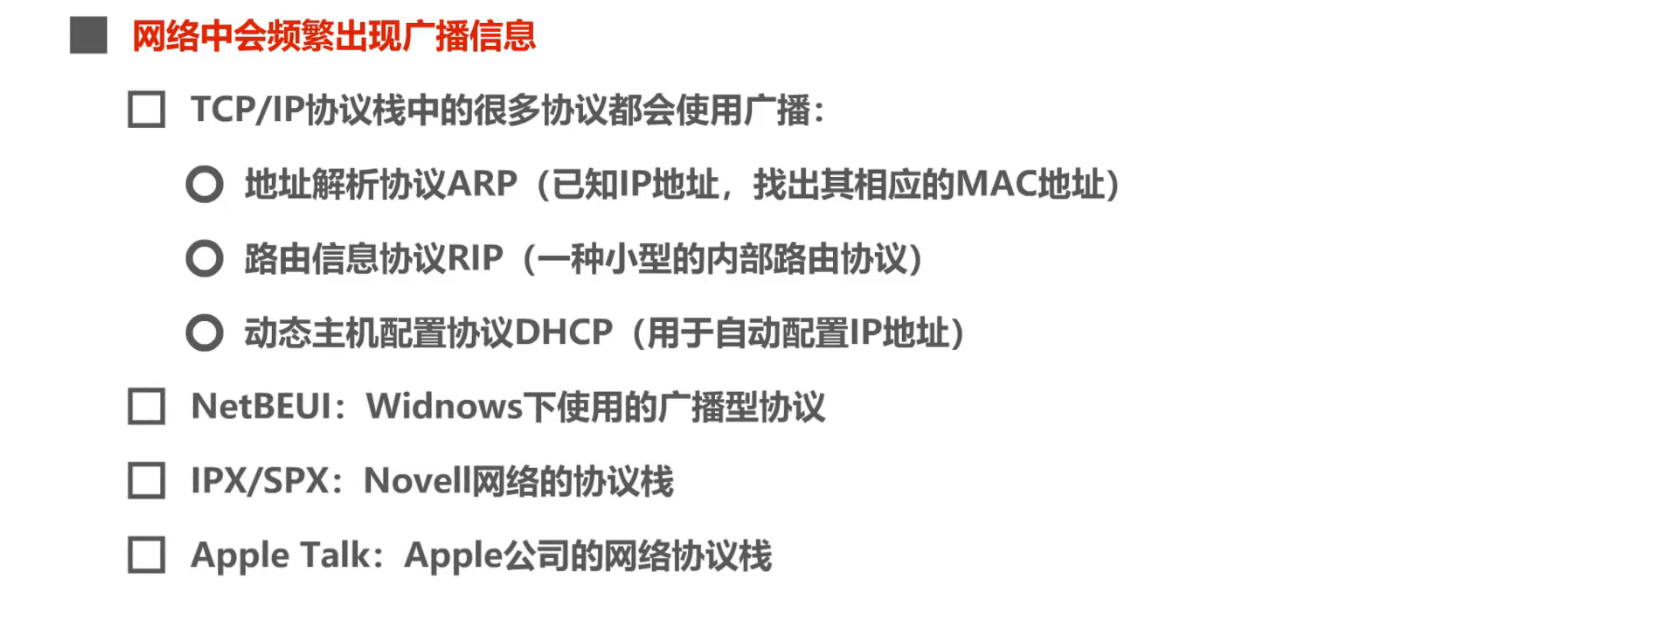 网络中会频繁出现广播信息
TCP/IP协议栈中的很多协议都会使用广播：
地址解析协议ARP（已知IP地址，找出其相应的MAC地址）
路由信息协议RIP（一种小型的内部路由协议）
动态主机配置协议DHCP（用于自动配置IP地址）
NetBEUI：Widnows下使用的广播型协议
IPX/SPX：Novell网络的协议栈
Apple Talk：Apple公司的网络协议栈